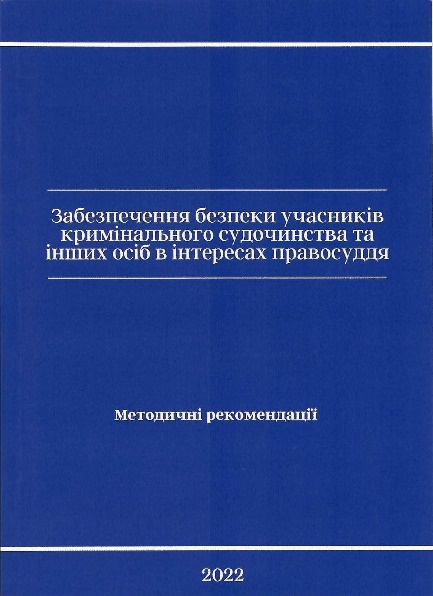 Забезпечення безпеки учасників
кримінального судочинства та
інших осіб в інтересах правосуддя
Методичні рекомендації
2022